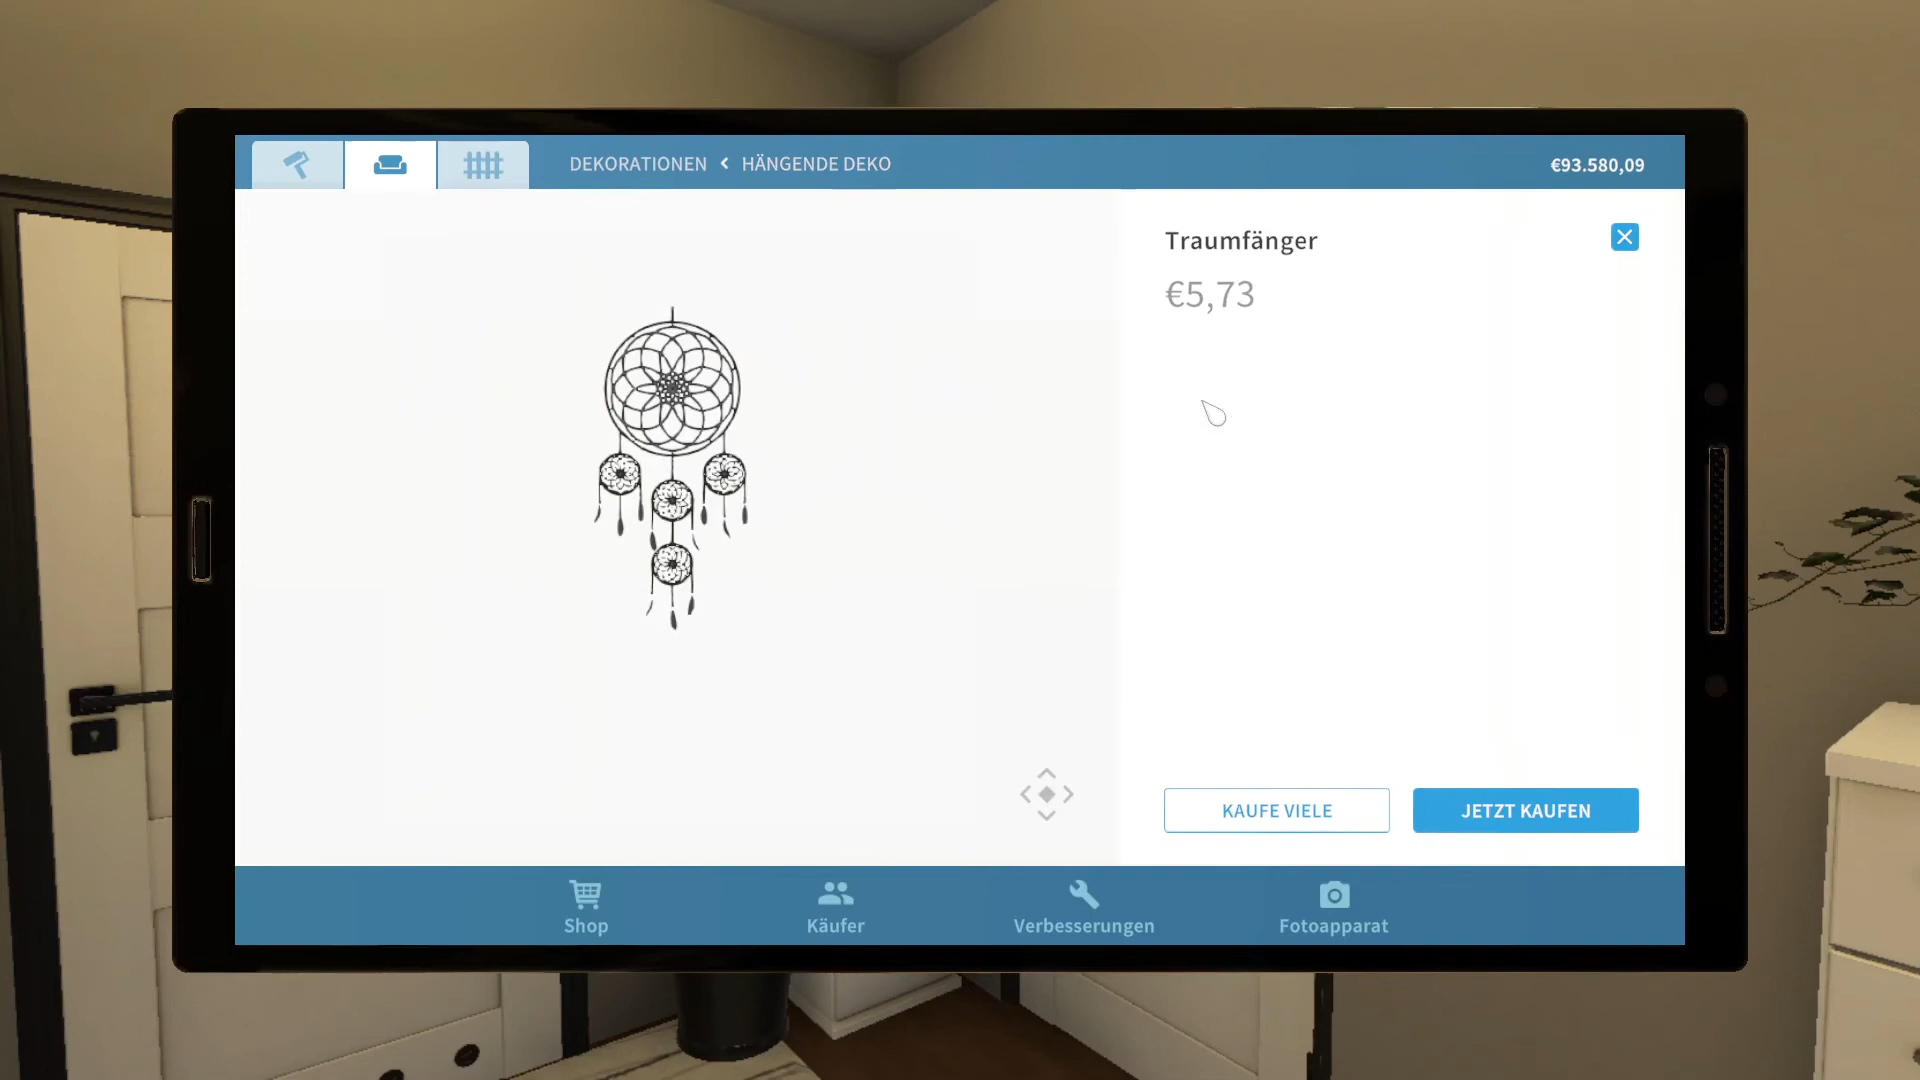 DEKORATIONEN < HÄNGENDE DEKO
€93.580,09
Traumfänger
€5,73
KAUFE VIELE
JETZT KAUFEN
Shop
Käufer
Verbesserungen
Fotoapparat